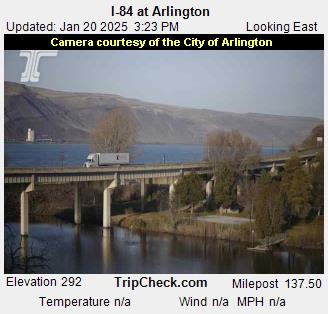 I-84 at Arlington
Updated: Jan 20 2025 3:23 PM Looking East
Camera courtesy of the City of Arlington
Elevation 292 TripCheck.com Milepost 137.50
Temperature n/a Wind n/a MPH n/a